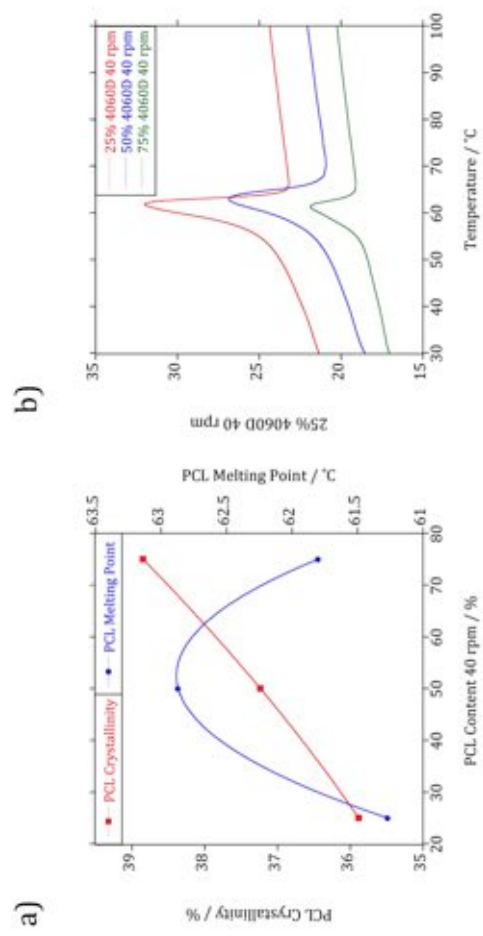 a)
PCL Crystallinity
PCL Melting Point
PCL Crystallinity / %
39
38
37
36
35
20
30
40
50
60
70
80
PCL Content 40 rpm / %
63.5
63
62.5
62
61.5
61
PCL Melting Point / °C
b)
25% 4060D 40 rpm
50% 4060D 40 rpm
75% 4060D 40 rpm
25% 4060D 40 rpm
35
30
25
20
15
30
40
50
60
70
80
90
100
Temperature / °C